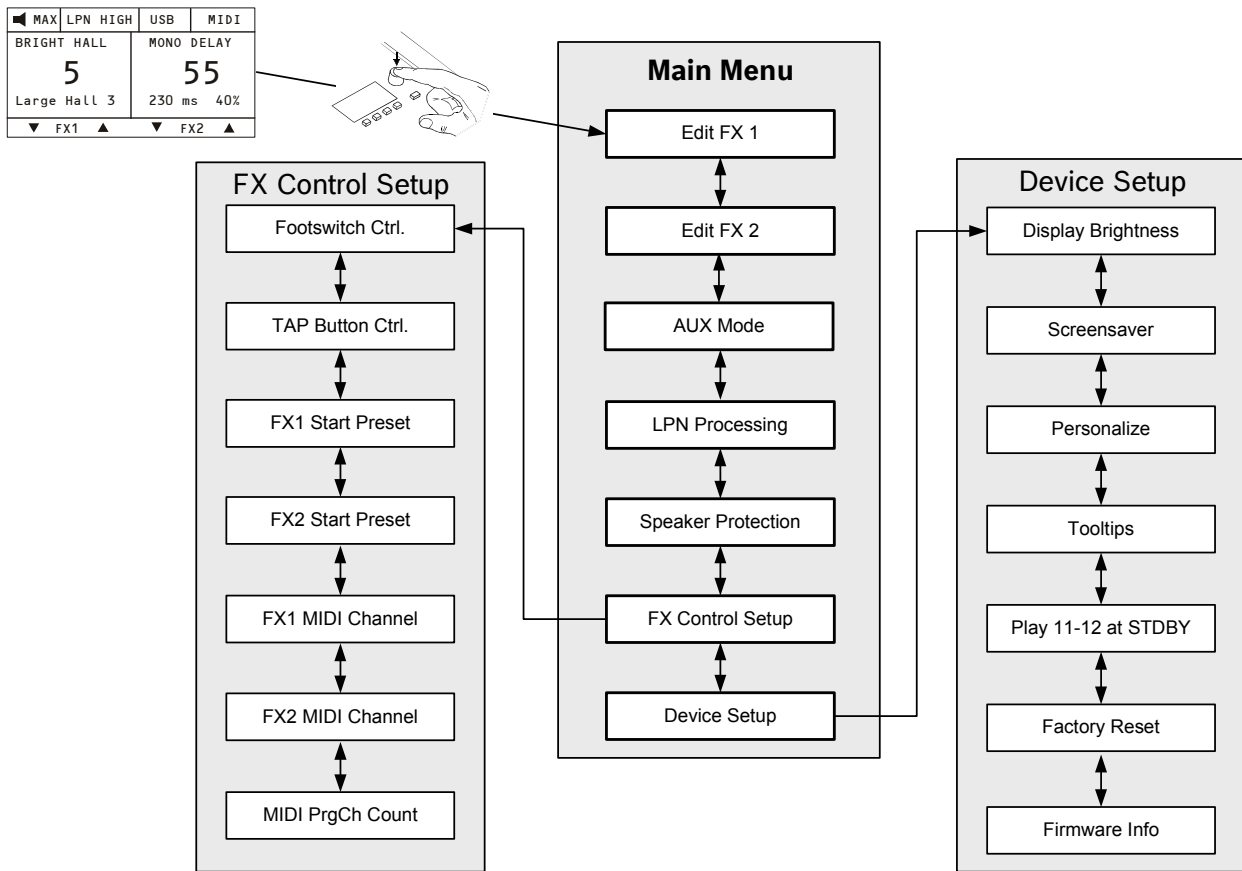 MAX LPN HIGH USB MIDI
BRIGHT HALL MONO DELAY
5 55
Large Hall 3 230 ms 40%
▼ FX1 ▲ ▼ FX2 ▲
Main Menu
Edit FX 1
Edit FX 2
AUX Mode
LPN Processing
Speaker Protection
FX Control Setup
Device Setup
FX Control Setup
Footswitch Ctrl.
TAP Button Ctrl.
FX1 Start Preset
FX2 Start Preset
FX1 MIDI Channel
FX2 MIDI Channel
MIDI PrgCh Count
Device Setup
Display Brightness
Screensaver
Personalize
Tooltips
Play 11-12 at STDBY
Factory Reset
Firmware Info